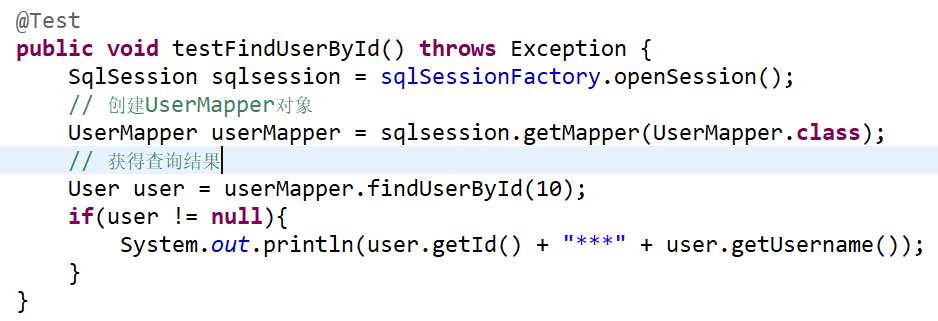 @Test
public void testFindUserById() throws Exception {
    SqlSession sqlsession = sqlSessionFactory.openSession();
    // 创建UserMapper对象
    UserMapper userMapper = sqlsession.getMapper(UserMapper.class);
    // 获得查询结果
    User user = userMapper.findUserById(10);
    if(user != null){
        System.out.println(user.getId() + "***" + user.getUsername());
    }
}